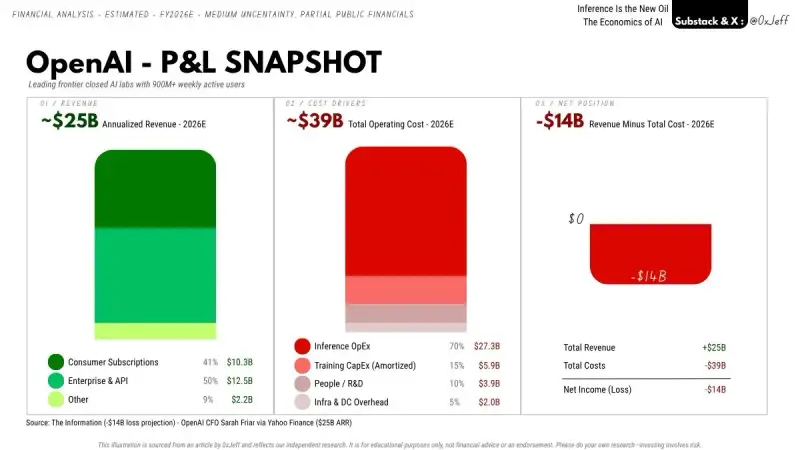 FINANCIAL ANALYSIS - ESTIMATED - FY2026E - MEDIUM UNCERTAINTY, PARTIAL PUBLIC FINANCIALS
Inference Is the New Oil
The Economics of AI
Substack & X :
@0xJeff
OpenAI - P&L SNAPSHOT
Leading frontier closed AI labs with 900M+ weekly active users
01 / REVENUE
~$25B Annualized Revenue - 2026E
Consumer Subscriptions 41% $10.3B
Enterprise & API 50% $12.5B
Other 9% $2.2B
02 / COST DRIVERS
~$39B Total Operating Cost - 2026E
Inference OpEx 70% $27.3B
Training CapEx (Amortized) 15% $5.9B
People / R&D 10% $3.9B
Infra & DC Overhead 5% $2.0B
03 / NET POSITION
-$14B Revenue Minus Total Cost - 2026E
$0
-$14B
Total Revenue +$25B
Total Costs -$39B
Net Income (Loss) -$14B
Source: The Information (-$14B loss projection) - OpenAI CFO Sarah Friar via Yahoo Finance ($25B ARR)
This illustration is sourced from an article by 0xJeff and reflects our independent research. It is for educational purposes only, not financial advice or an endorsement. Please do your own research—investing involves risk.